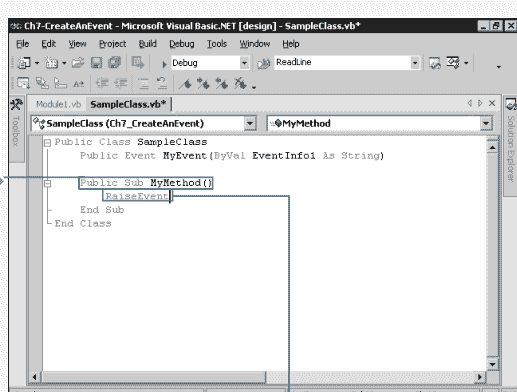 Ch7-CreateAnEvent - Microsoft Visual Basic.NET [design] - SampleClass.vb*
File Edit View Project Build Debug Tools Window Help
Debug ReadLine
Module1.vb SampleClass.vb*
SampleClass (Ch7_CreateAnEvent) MyMethod
Public Class SampleClass
Public Event MyEvent(ByVal EventInfo1 As String)
Public Sub MyMethod()
RaiseEvent
End Sub
End Class
Toolbox
Solution Explorer